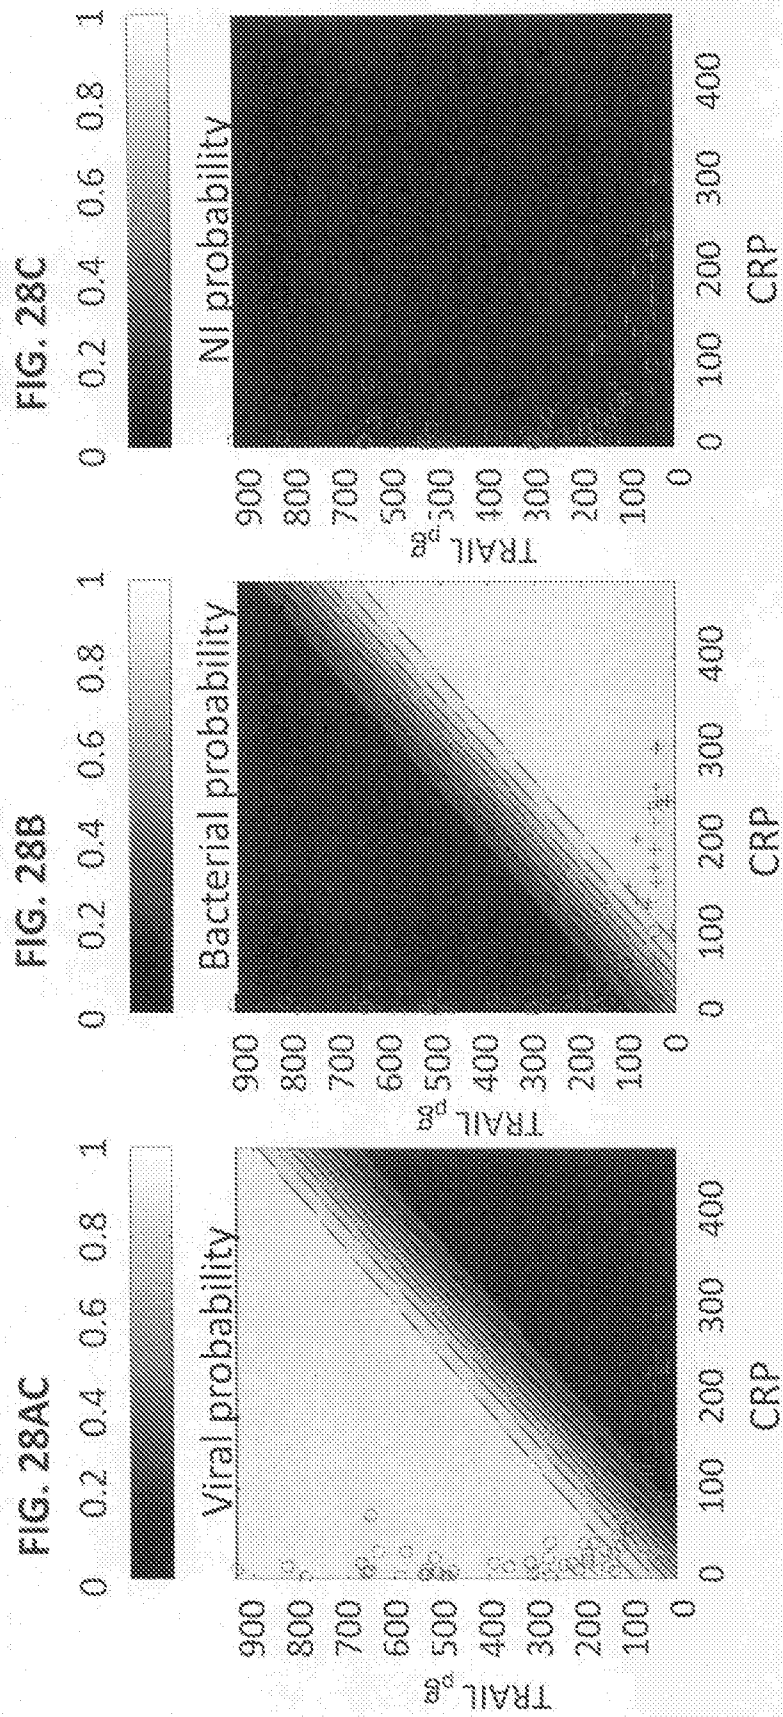 FIG. 28AC
0 0.2 0.4 0.6 0.8 1
Viral probability
900
800
700
600
500
400
300
200
100
0
TRAIL pg
0 100 200 300 400
CRP
FIG. 28B
0 0.2 0.4 0.6 0.8 1
Bacterial probability
900
800
700
600
500
400
300
200
100
0
TRAIL pg
0 100 200 300 400
CRP
FIG. 28C
0 0.2 0.4 0.6 0.8 1
NI probability
900
800
700
600
500
400
300
200
100
0
TRAIL pg
0 100 200 300 400
CRP